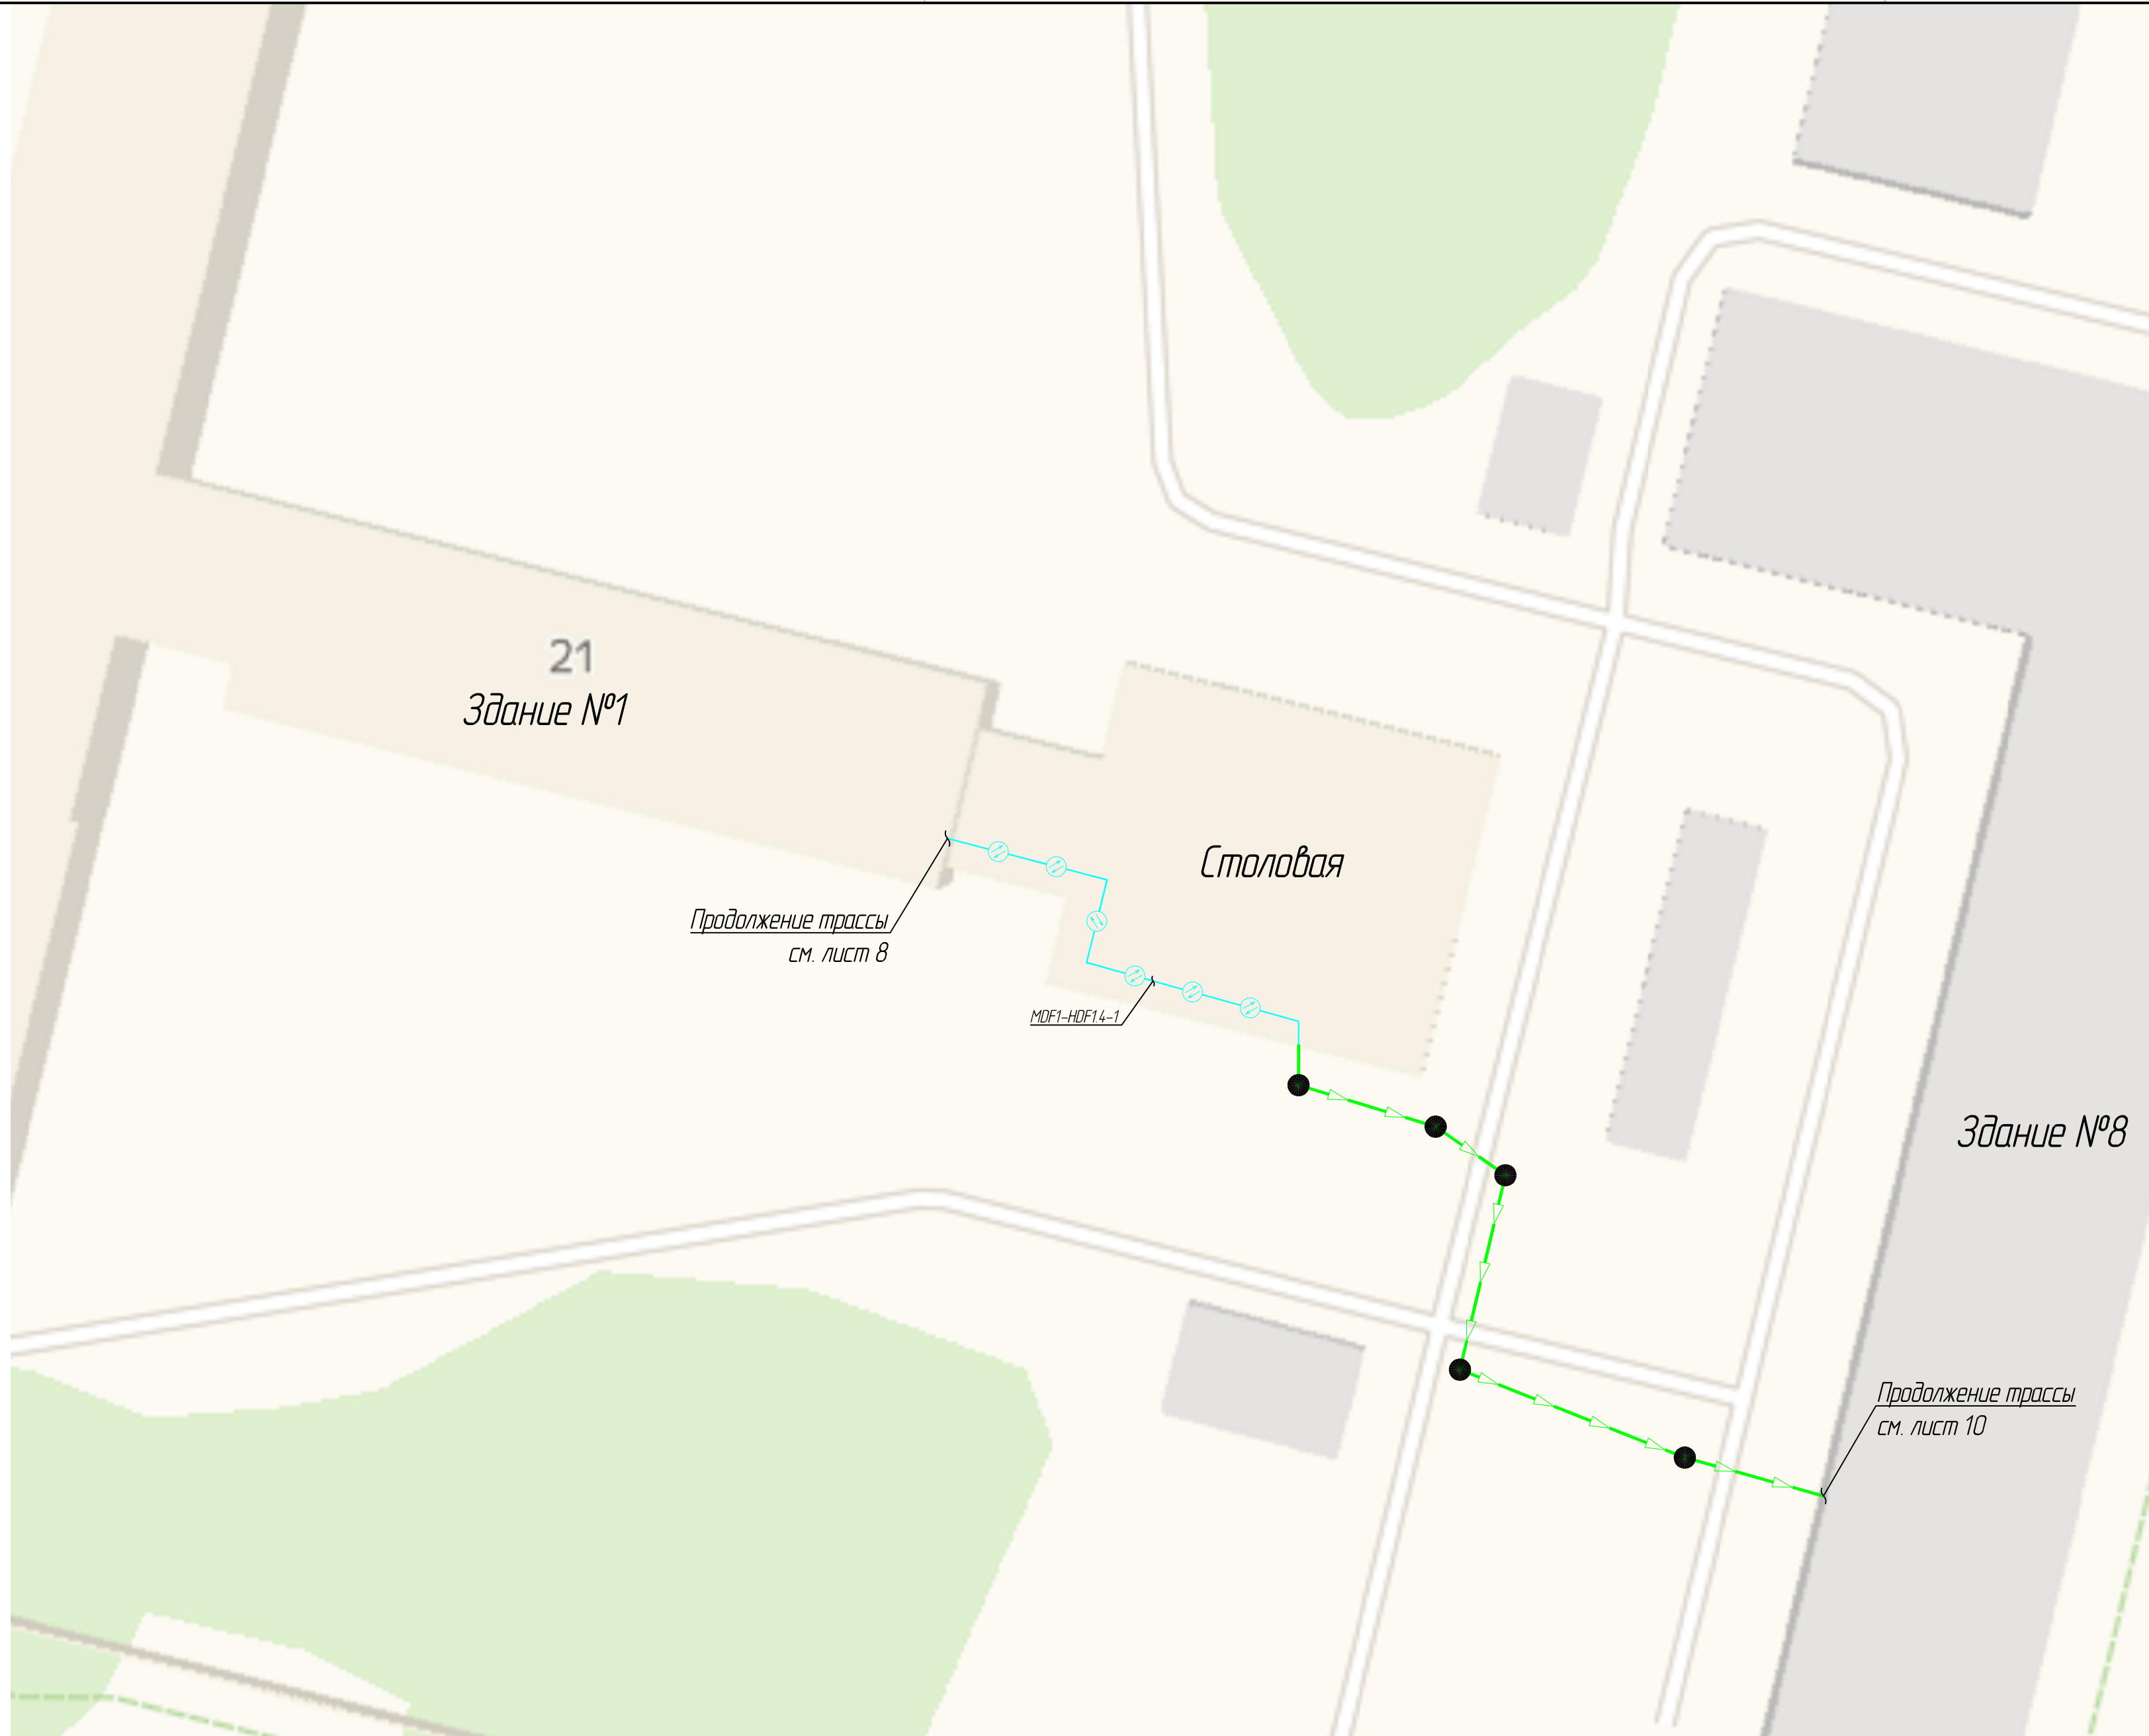 21
Здание №1
Столовая
Продолжение трассы
см. лист 8
MDF1-HDF1.4-1
Здание №8
Продолжение трассы
см. лист 10